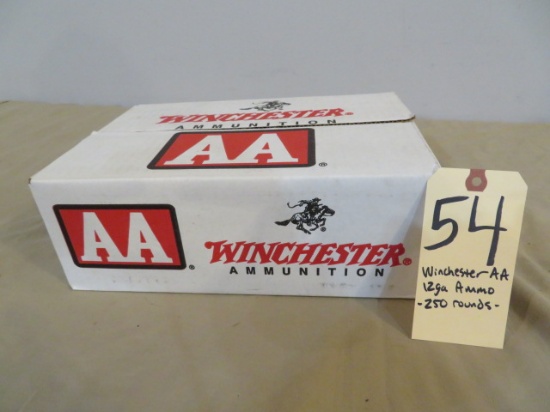 WINCHESTER
AMMUNITION
AA
AA
WINCHESTER
AMMUNITION
54
Winchester AA
12ga Ammo
-250 rounds-